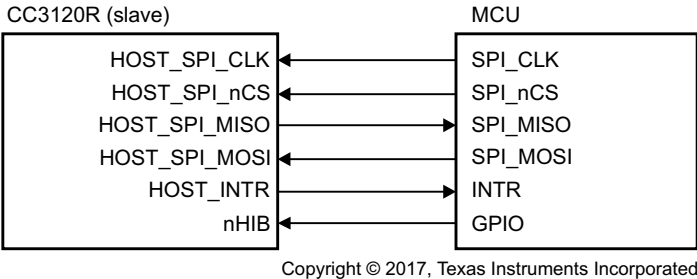 CC3120R (slave) MCU
HOST_SPI_CLK SPI_CLK
HOST_SPI_nCS SPI_nCS
HOST_SPI_MISO SPI_MISO
HOST_SPI_MOSI SPI_MOSI
HOST_INTR INTR
nHIB GPIO
Copyright © 2017, Texas Instruments Incorporated